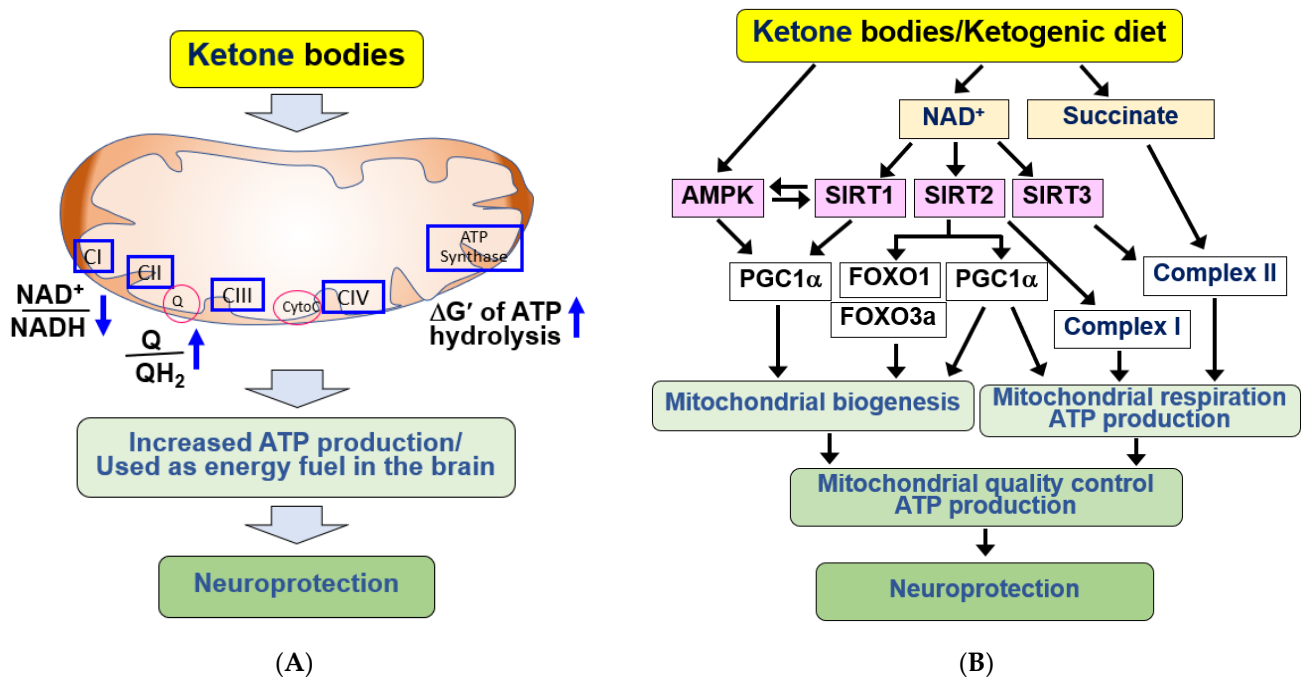 Ketone bodies
CI
CII
Q
CIII
CytoC
CIV
ATP
Synthase
NAD⁺
NADH
Q
QH₂
ΔG′ of ATP
hydrolysis
Increased ATP production/
Used as energy fuel in the brain
Neuroprotection
(A)
Ketone bodies/Ketogenic diet
NAD⁺
Succinate
AMPK
SIRT1
SIRT2
SIRT3
PGC1α
FOXO1
PGC1α
Complex II
FOXO3a
Complex I
Mitochondrial biogenesis
Mitochondrial respiration
ATP production
Mitochondrial quality control
ATP production
Neuroprotection
(B)